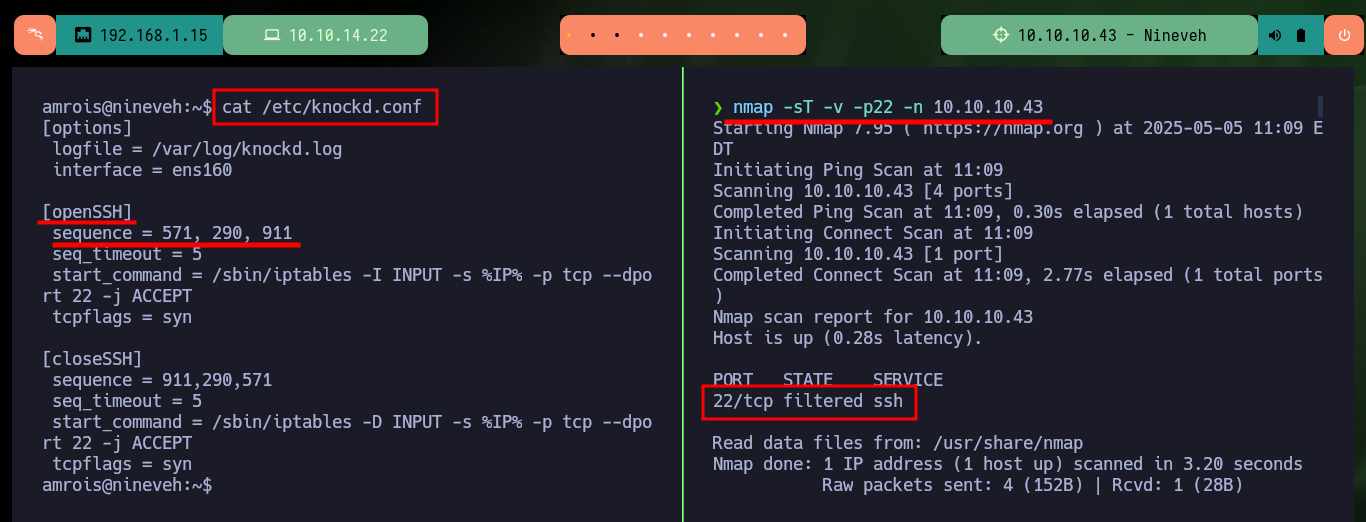 192.168.1.15 10.10.14.22 10.10.10.43 - Nineveh
amrois@nineveh:~$ cat /etc/knockd.conf
[options]
logfile = /var/log/knockd.log
interface = ens160
[openSSH]
sequence = 571, 290, 911
seq_timeout = 5
start_command = /sbin/iptables -I INPUT -s %IP% -p tcp --dpo
rt 22 -j ACCEPT
tcpflags = syn
[closeSSH]
sequence = 911,290,571
seq_timeout = 5
start_command = /sbin/iptables -D INPUT -s %IP% -p tcp --dpo
rt 22 -j ACCEPT
tcpflags = syn
amrois@nineveh:~$
❯ nmap -sT -v -p22 -n 10.10.10.43
Starting Nmap 7.95 ( https://nmap.org ) at 2025-05-05 11:09 E
DT
Initiating Ping Scan at 11:09
Scanning 10.10.10.43 [4 ports]
Completed Ping Scan at 11:09, 0.30s elapsed (1 total hosts)
Initiating Connect Scan at 11:09
Scanning 10.10.10.43 [1 port]
Completed Connect Scan at 11:09, 2.77s elapsed (1 total ports
)
Nmap scan report for 10.10.10.43
Host is up (0.28s latency).
PORT   STATE    SERVICE
22/tcp filtered ssh
Read data files from: /usr/share/nmap
Nmap done: 1 IP address (1 host up) scanned in 3.20 seconds
Raw packets sent: 4 (152B) | Rcvd: 1 (28B)